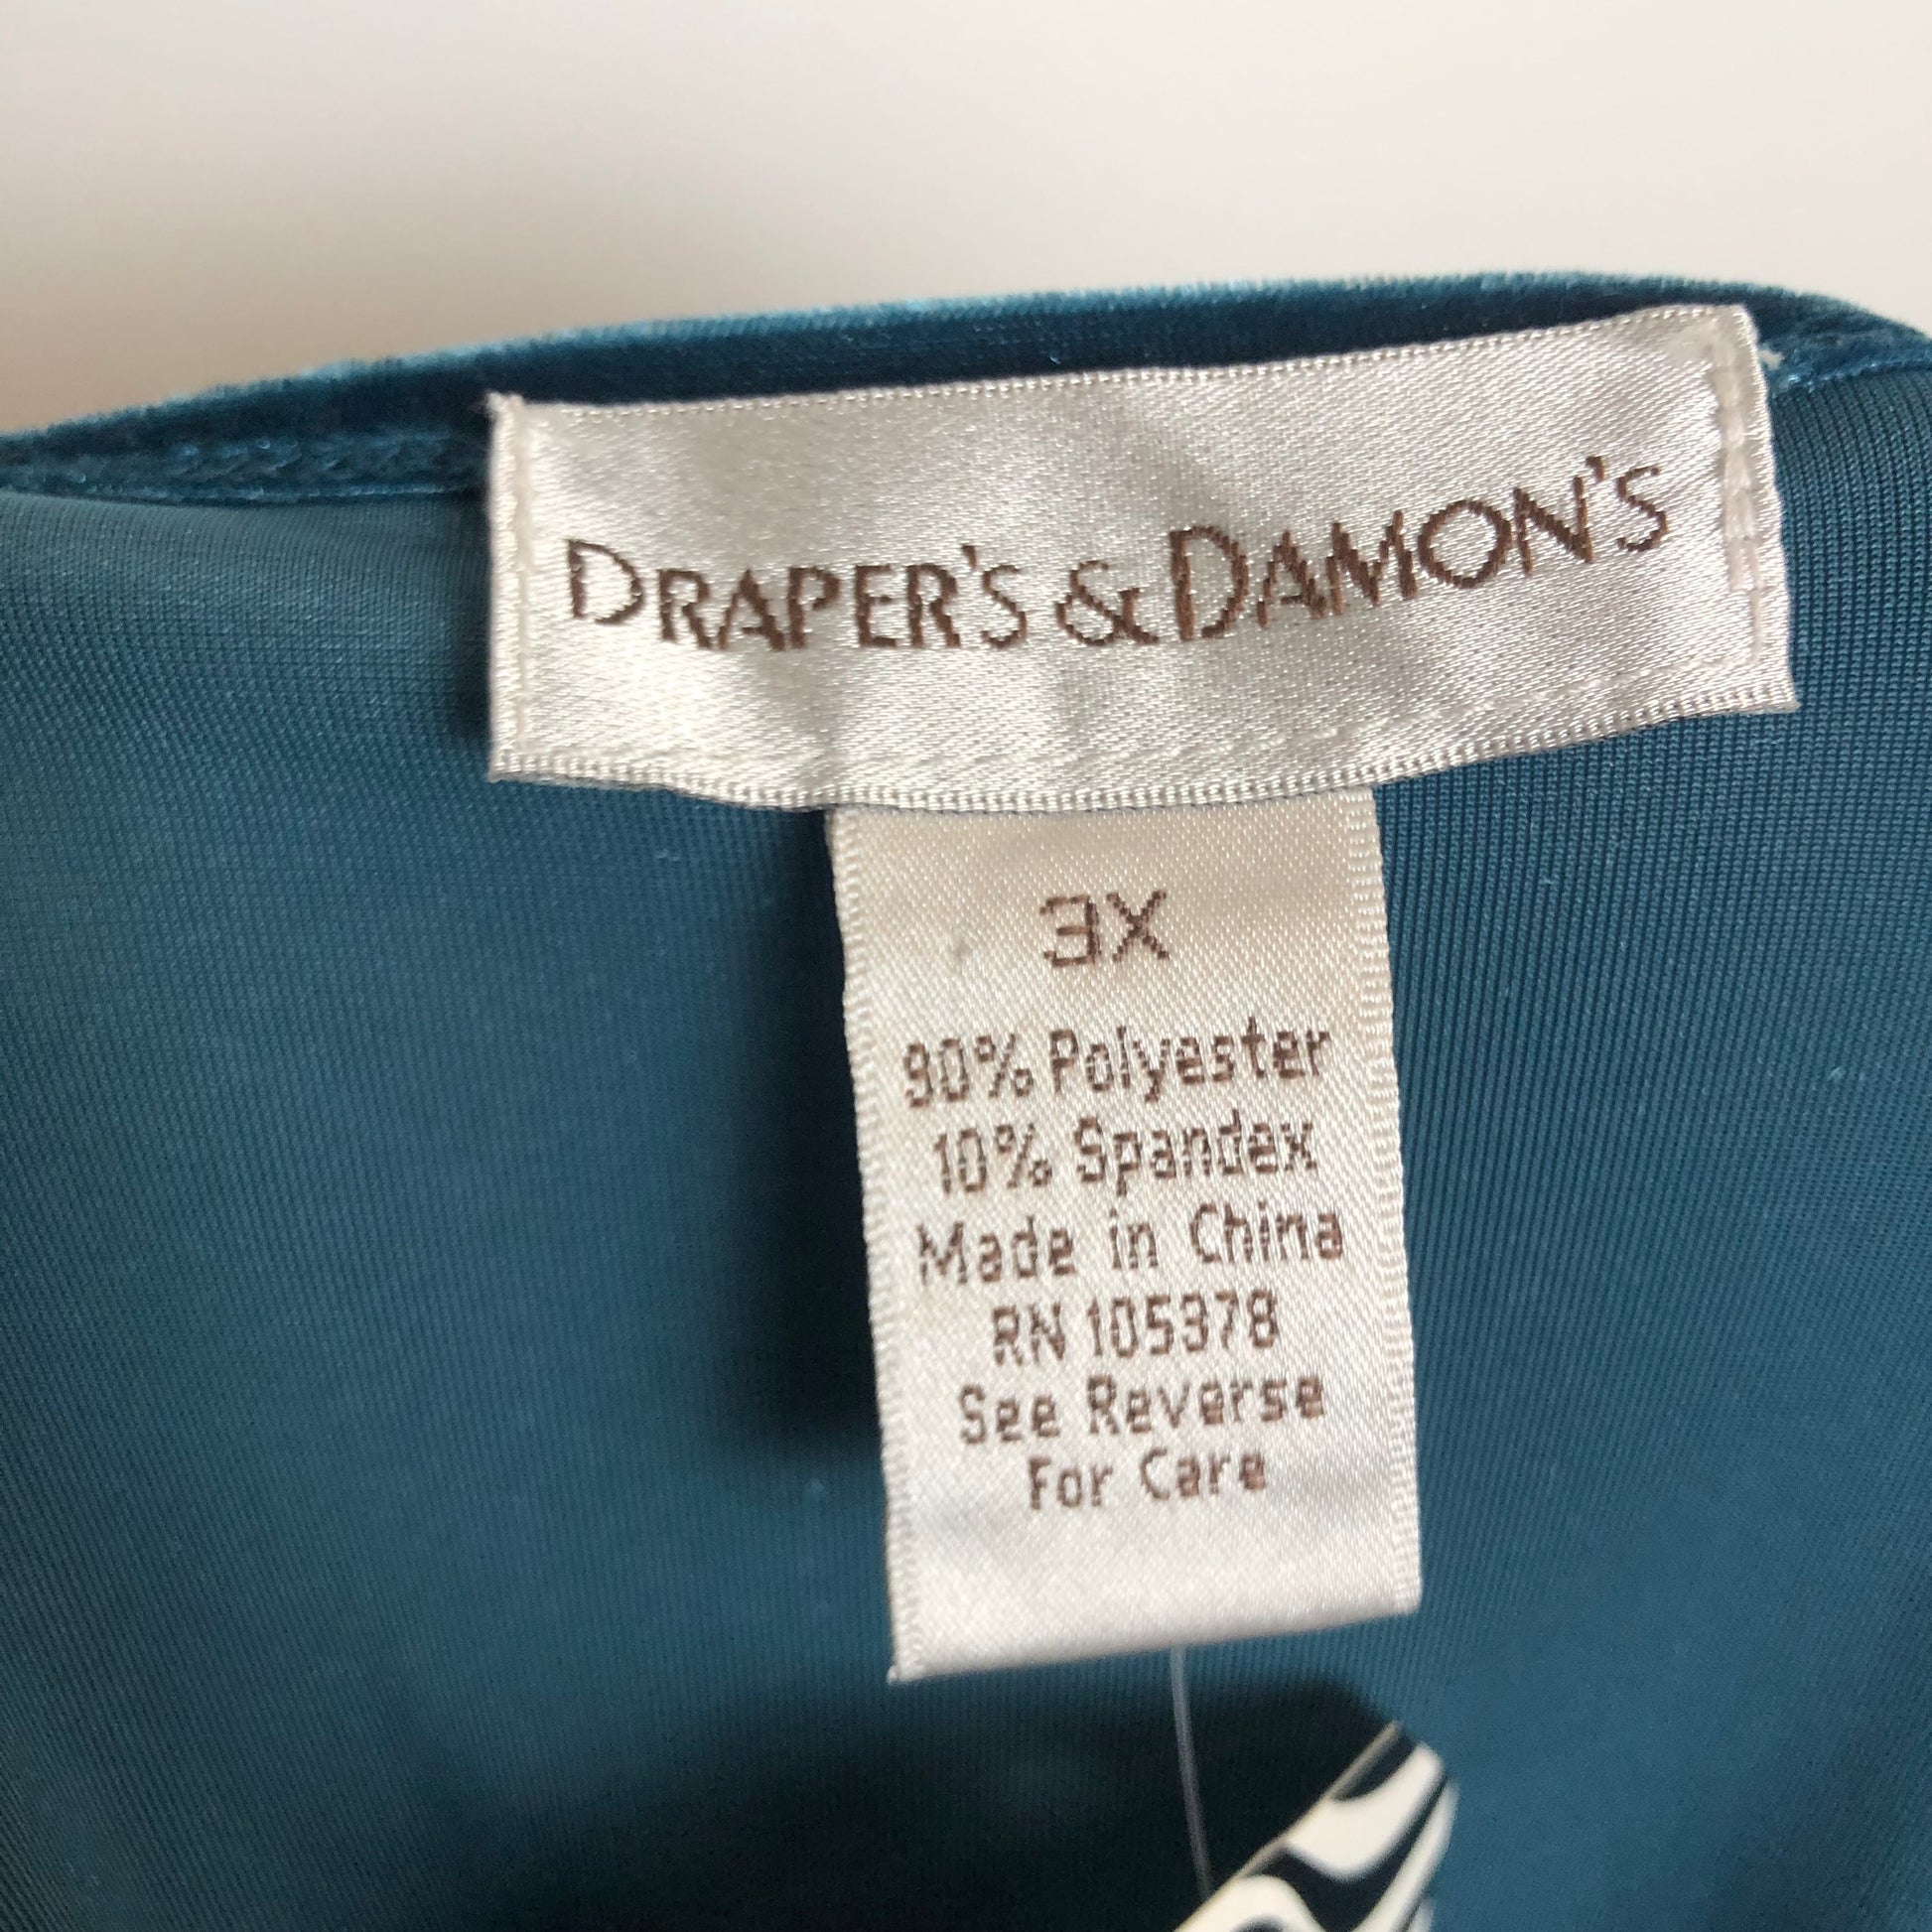 DRAPER'S & DAMON'S
3X
90% Polyester
10% Spandex
Made in China
RN 105378
See Reverse
For Care